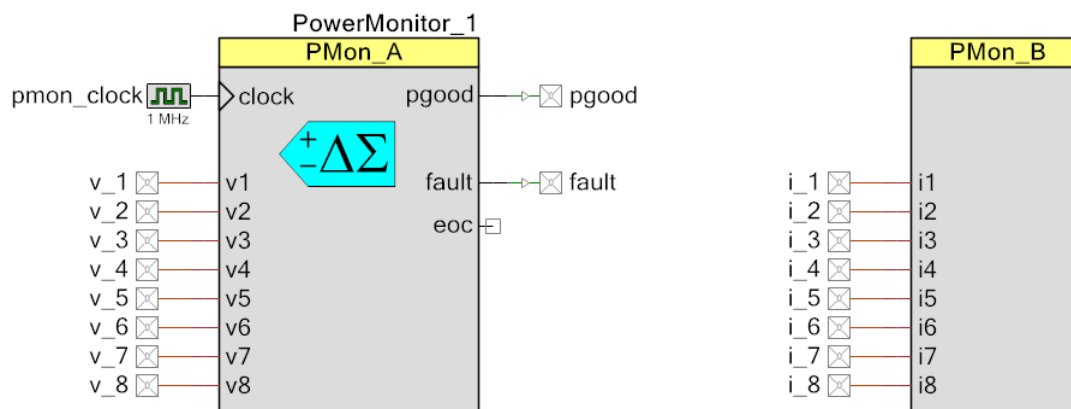 PowerMonitor_1
PMon_A
PMon_B
pmon_clock
1 MHz
clock
pgood
pgood
+
−ΔΣ
fault
fault
eoc
v_1 v1
v_2 v2
v_3 v3
v_4 v4
v_5 v5
v_6 v6
v_7 v7
v_8 v8
i_1 i1
i_2 i2
i_3 i3
i_4 i4
i_5 i5
i_6 i6
i_7 i7
i_8 i8